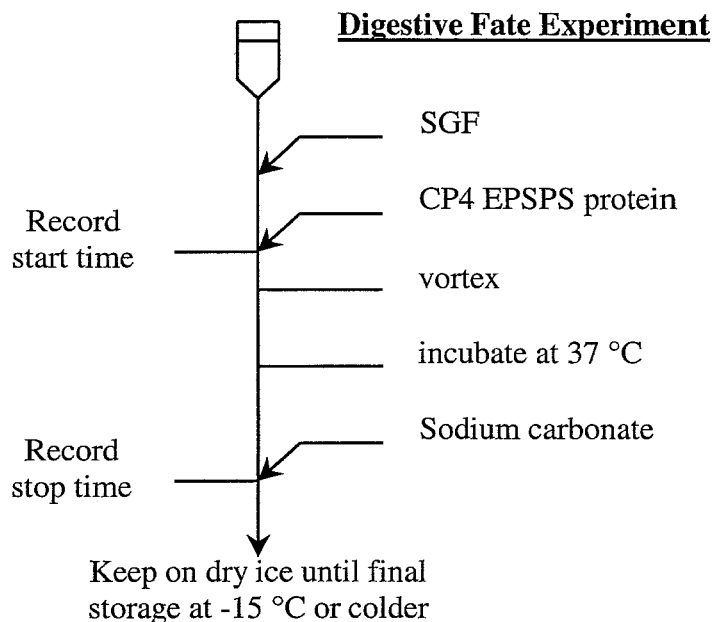 Digestive Fate Experiment
SGF
CP4 EPSPS protein
Record
start time
vortex
incubate at 37 °C
Sodium carbonate
Record
stop time
Keep on dry ice until final
storage at -15 °C or colder